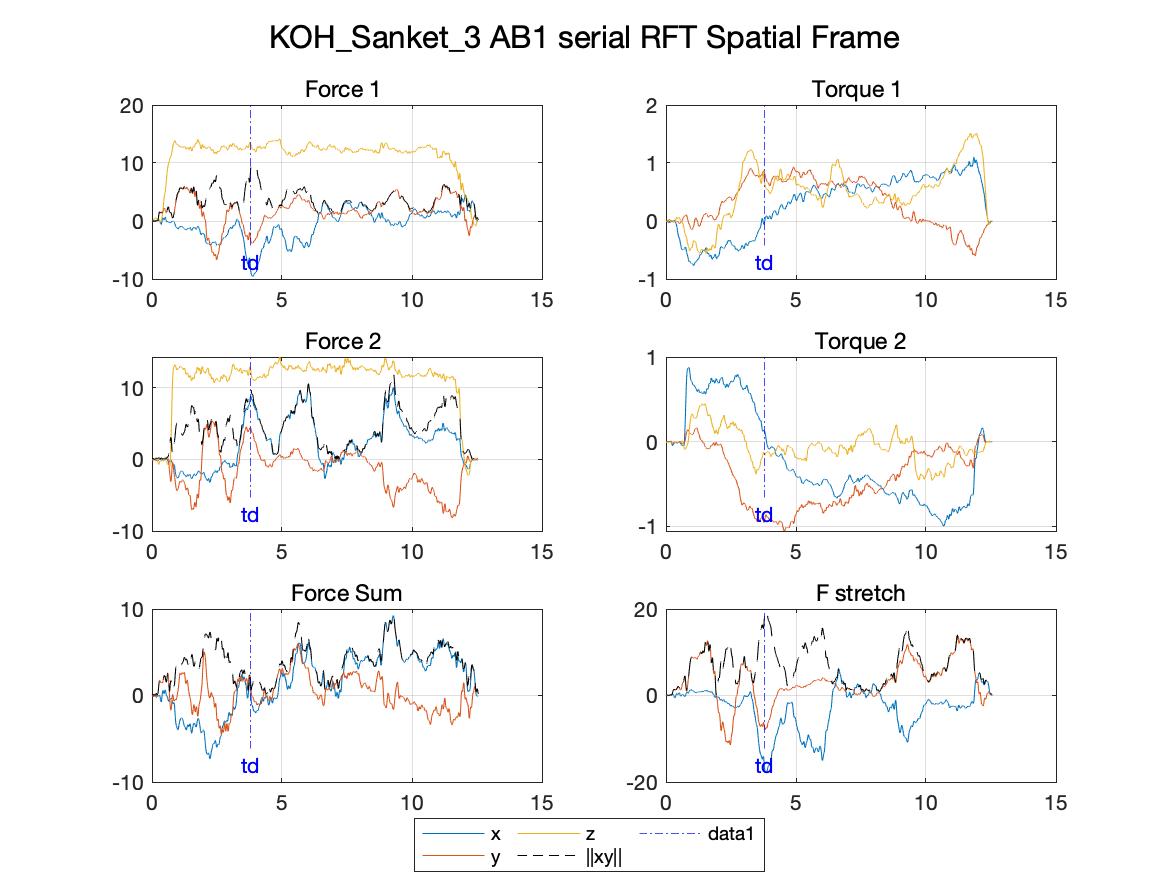 KOH_Sanket_3 AB1 serial RFT Spatial Frame
Force 1
20
10
0
-10
td
0 5 10 15
Torque 1
2
1
0
-1
td
0 5 10 15
Force 2
10
0
-10
td
0 5 10 15
Torque 2
1
0
-1
td
0 5 10 15
Force Sum
10
0
-10
td
0 5 10 15
F stretch
20
0
-20
td
0 5 10 15
x z data1
y ||xy||